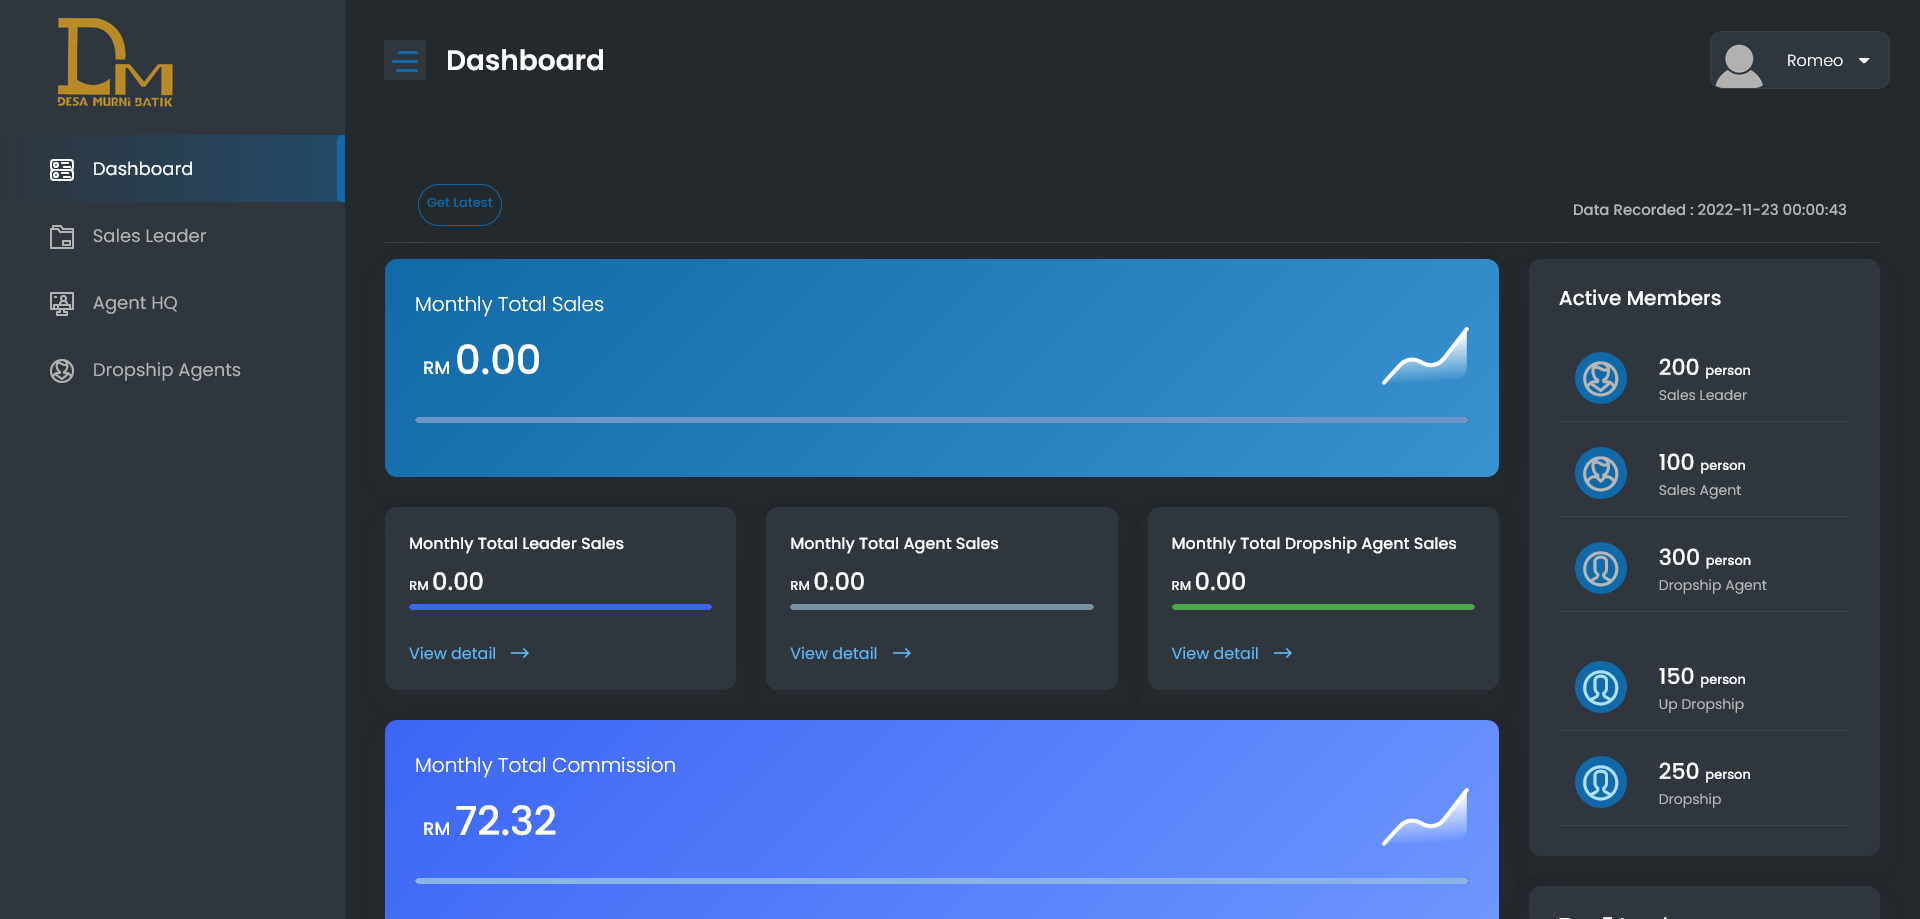 DM
DESA MURNi BATIK
Dashboard
Sales Leader
Agent HQ
Dropship Agents
Dashboard
Romeo
Get Latest
Data Recorded : 2022-11-23 00:00:43
Monthly Total Sales
RM 0.00
Monthly Total Leader Sales
RM 0.00
View detail
Monthly Total Agent Sales
RM 0.00
View detail
Monthly Total Dropship Agent Sales
RM 0.00
View detail
Monthly Total Commission
RM 72.32
Active Members
200 person
Sales Leader
100 person
Sales Agent
300 person
Dropship Agent
150 person
Up Dropship
250 person
Dropship